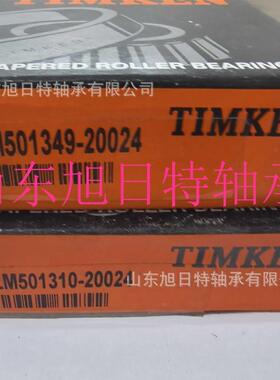 TIMKEN
TAPERED ROLLER BEARING
山东旭日特轴承有限公司
M501349-20024 TIMKEN
山东旭日特轴承
TIMKEN
LM501310-20024
山东旭日特轴承有限公司